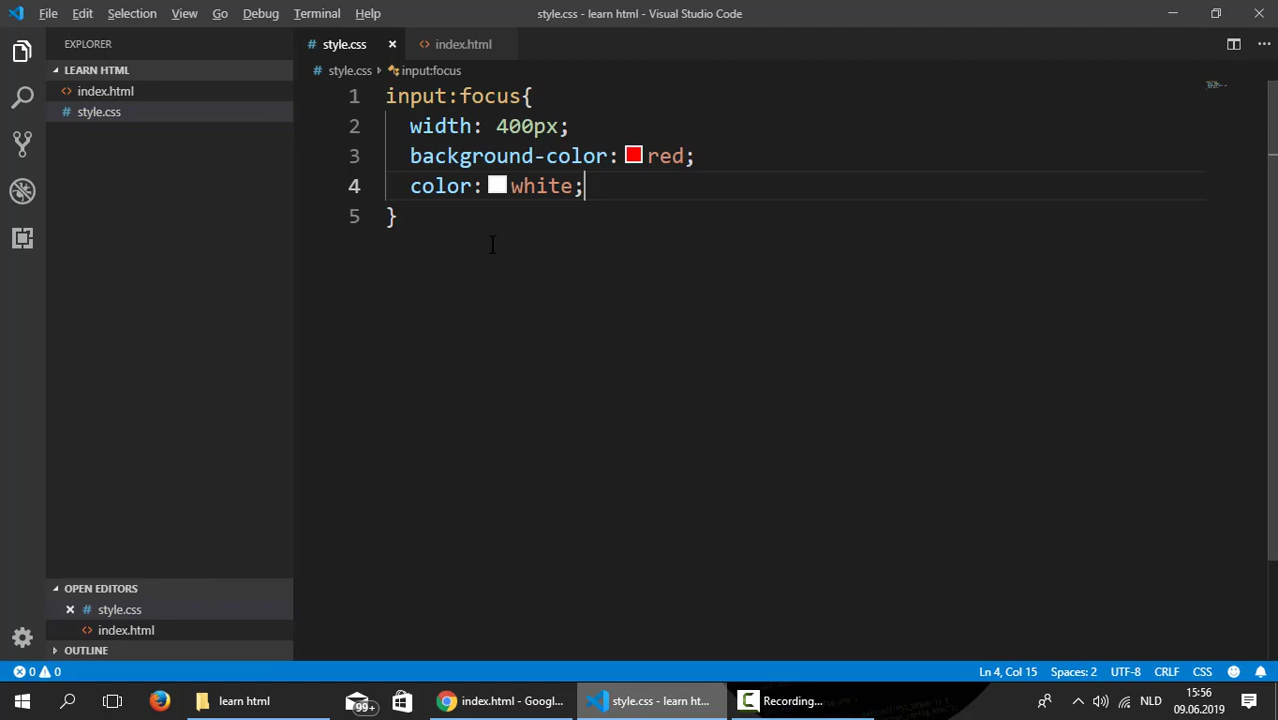 File Edit Selection View Go Debug Terminal Help
style.css - learn html - Visual Studio Code
EXPLORER
LEARN HTML
index.html
style.css
OPEN EDITORS
style.css
index.html
OUTLINE
style.css
index.html
style.css input:focus
1 input:focus{
2 width: 400px;
3 background-color: red;
4 color: white;
5 }
0 0
Ln 4, Col 15 Spaces: 2 UTF-8 CRLF CSS
learn html
99+
index.html - Googl...
style.css - learn ht...
Recording...
NLD
15:56
09.06.2019